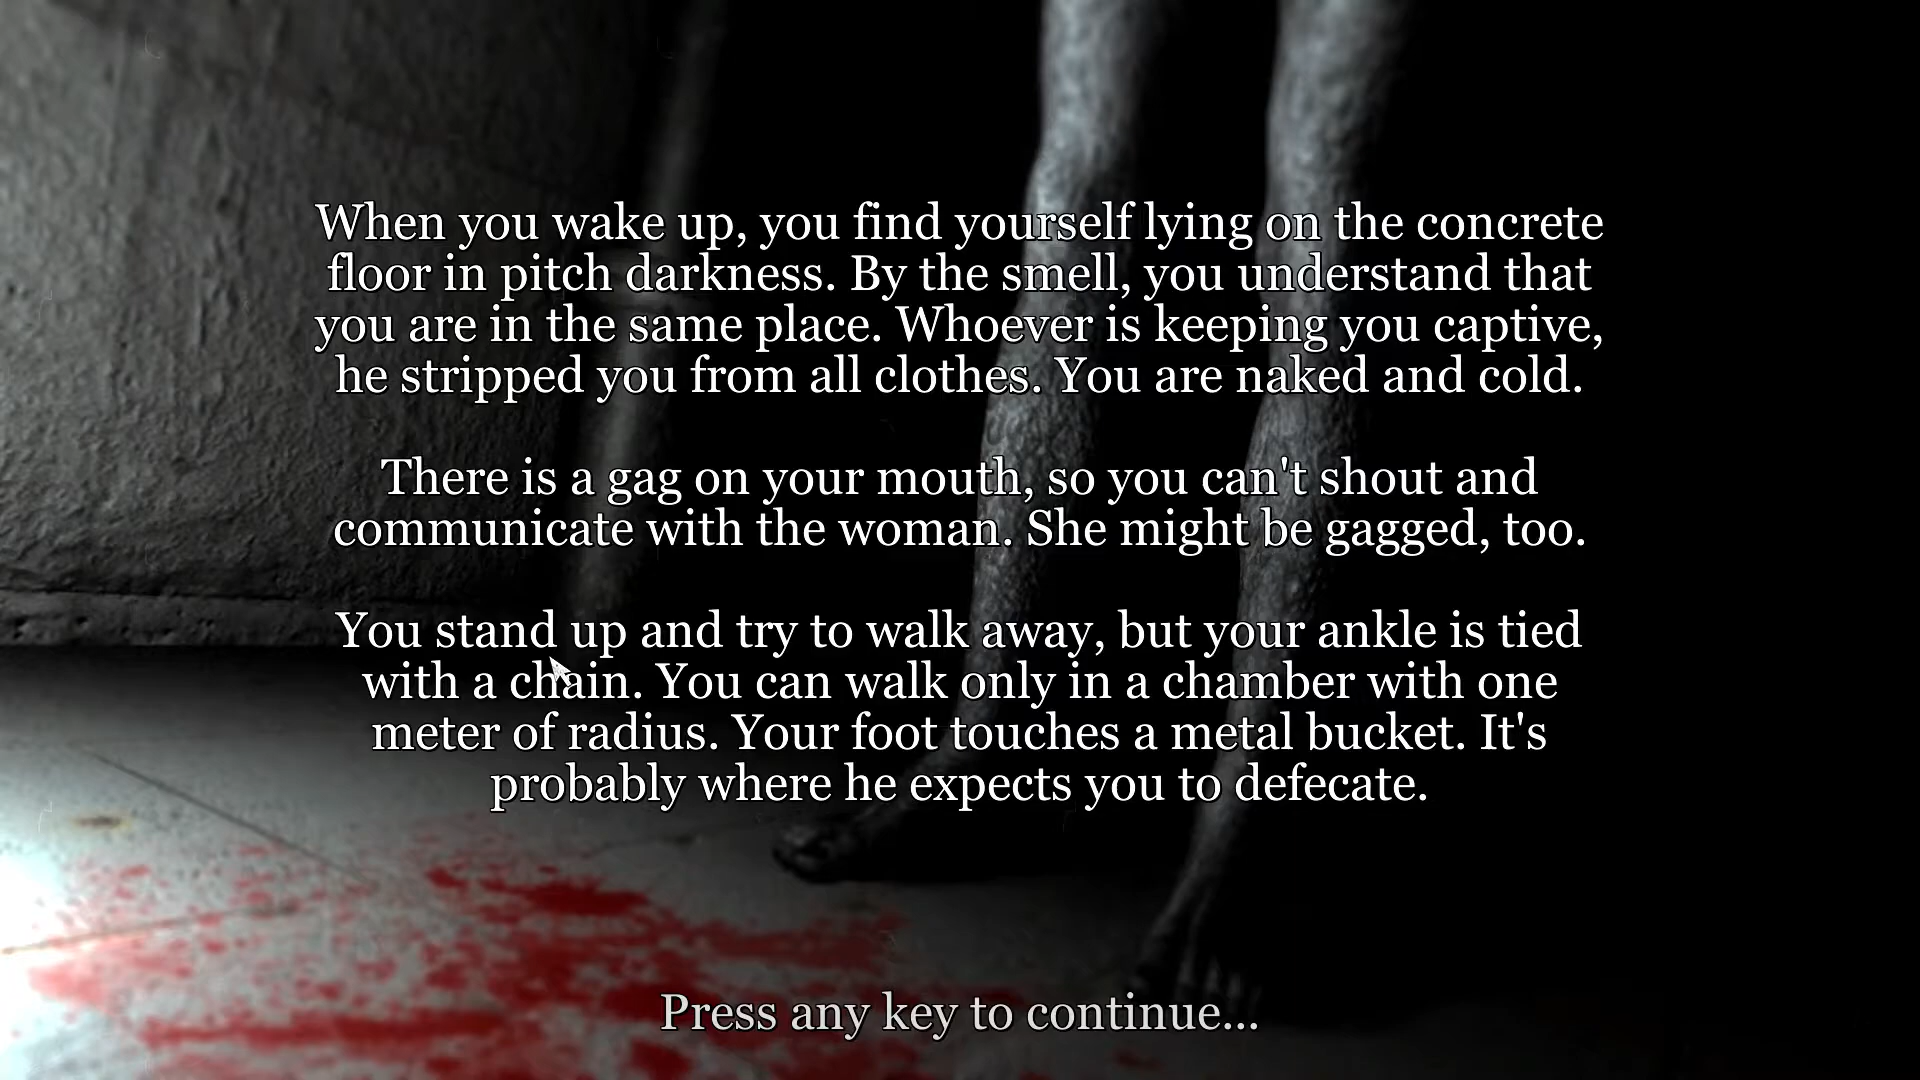 When you wake up, you find yourself lying on the concrete
floor in pitch darkness. By the smell, you understand that
you are in the same place. Whoever is keeping you captive,
he stripped you from all clothes. You are naked and cold.
There is a gag on your mouth, so you can't shout and
communicate with the woman. She might be gagged, too.
You stand up and try to walk away, but your ankle is tied
with a chain. You can walk only in a chamber with one
meter of radius. Your foot touches a metal bucket. It's
probably where he expects you to defecate.
Press any key to continue...